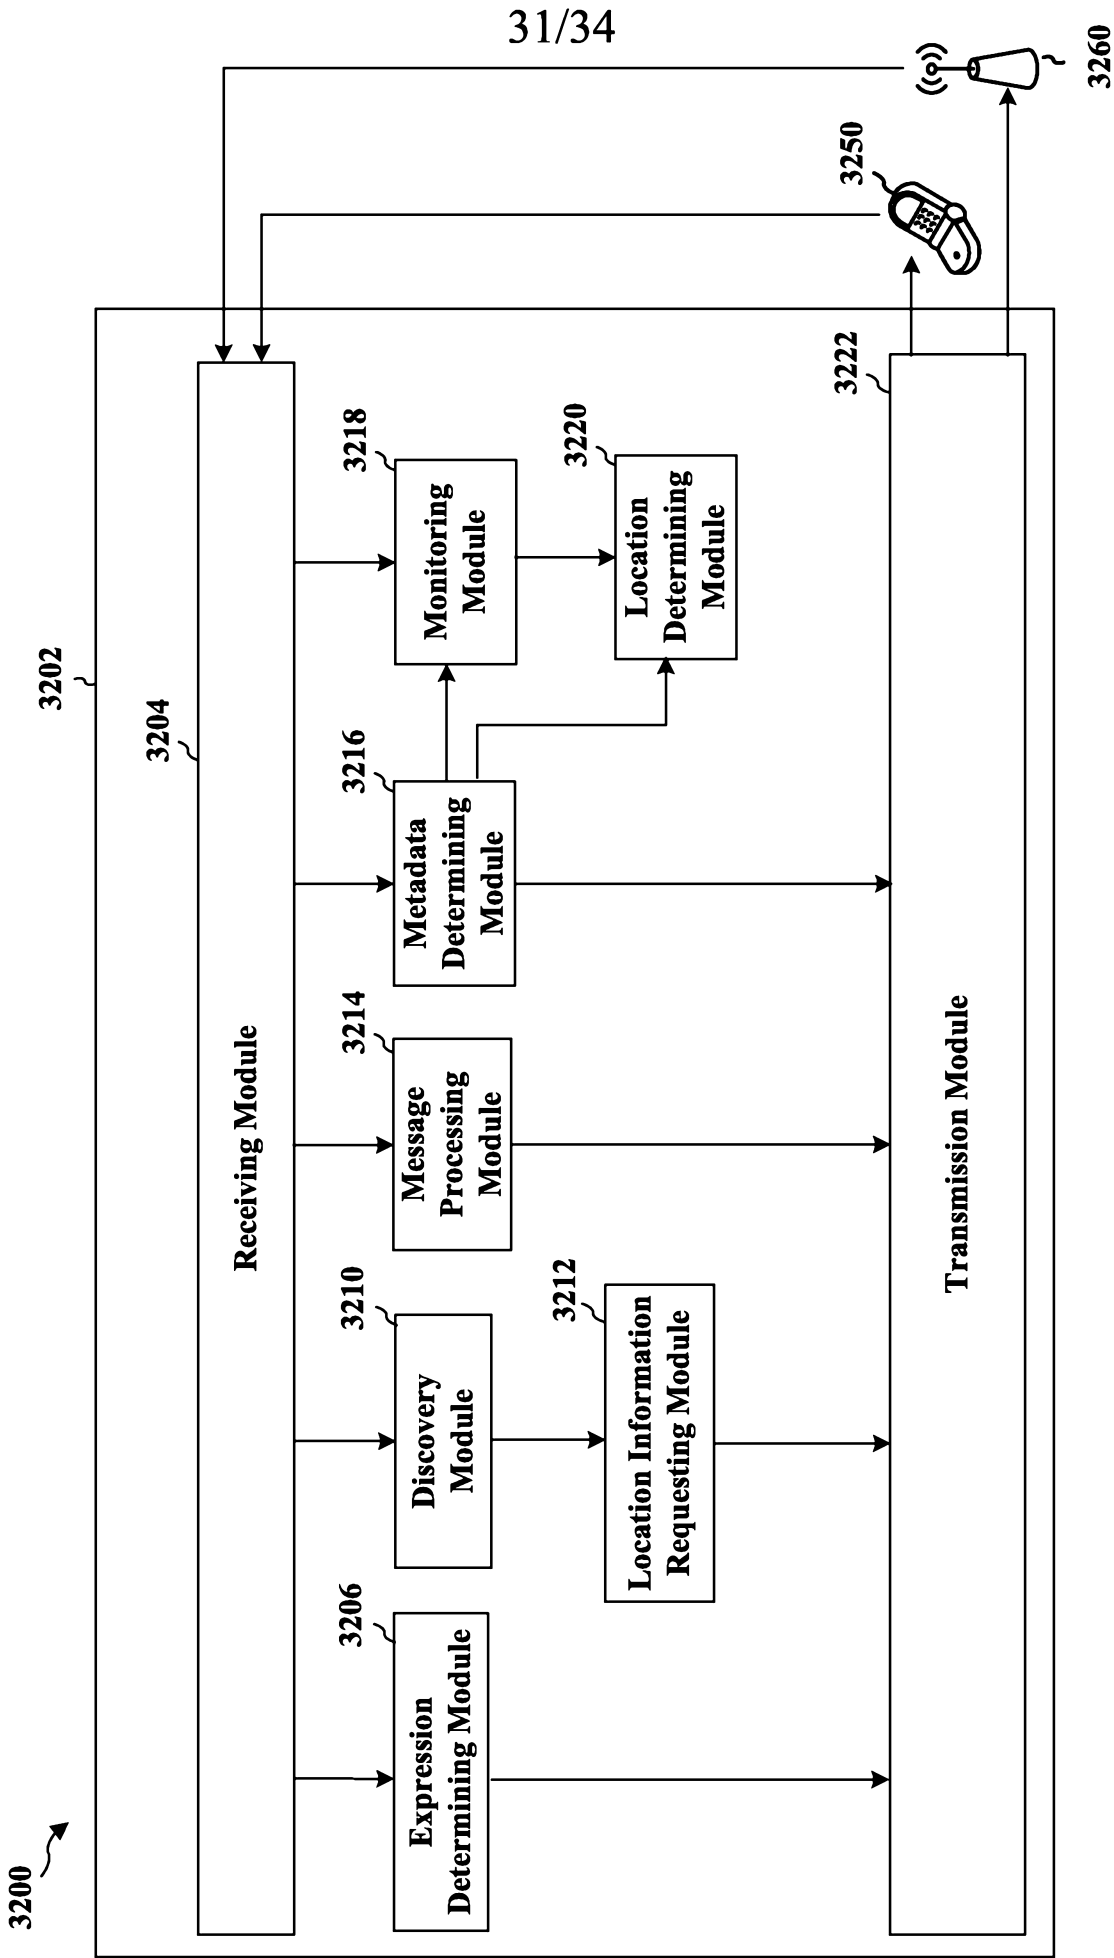 31/34
3200
3202
3204
Receiving Module
3206
Expression
Determining Module
3210
Discovery
Module
3212
Location Information
Requesting Module
3214
Message
Processing
Module
3216
Metadata
Determining
Module
3218
Monitoring
Module
3220
Location
Determining
Module
3222
Transmission Module
3250
3260